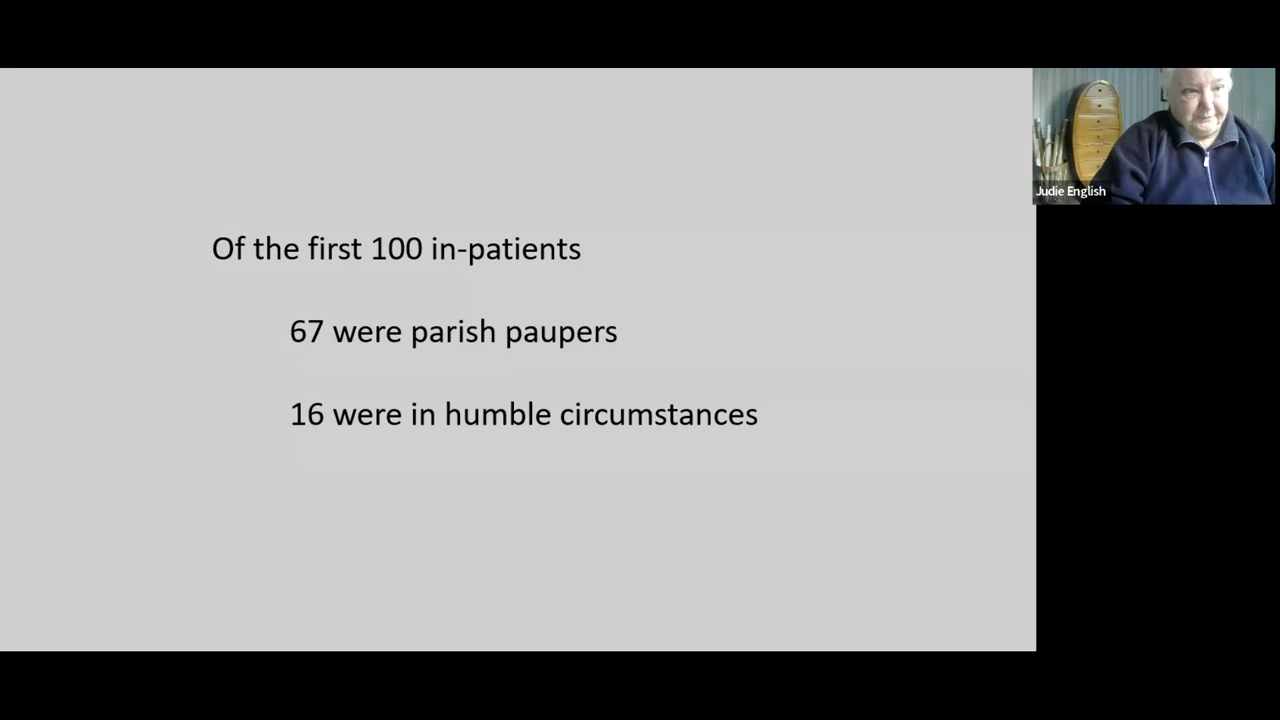 Of the first 100 in-patients
67 were parish paupers
16 were in humble circumstances
Judie English